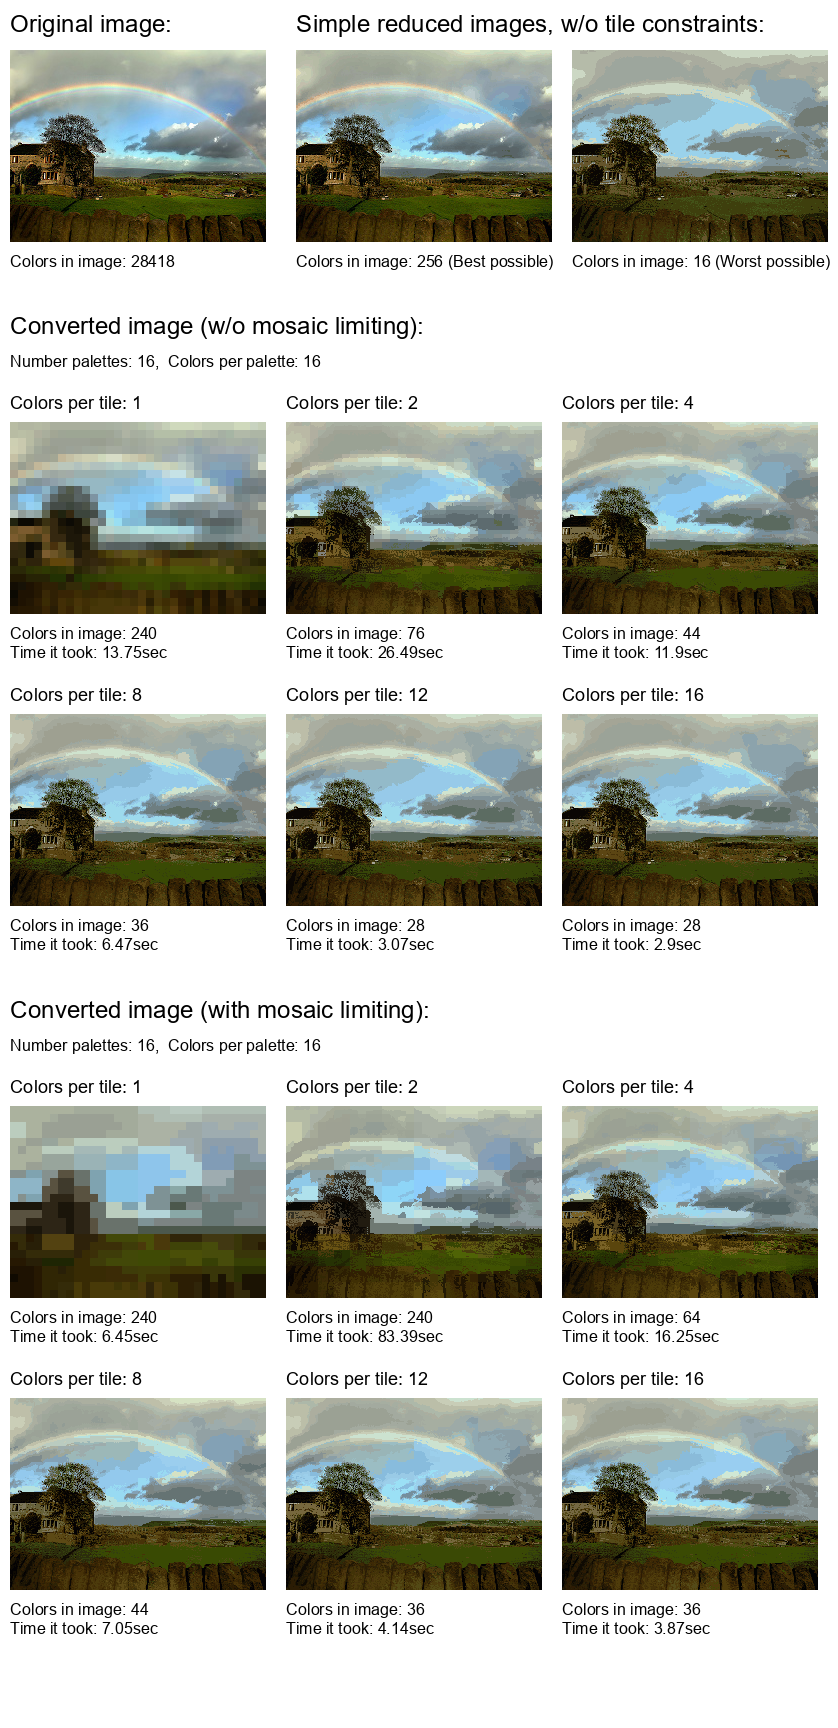 Original image:
Simple reduced images, w/o tile constraints:
Colors in image: 28418
Colors in image: 256 (Best possible)
Colors in image: 16 (Worst possible)
Converted image (w/o mosaic limiting):
Number palettes: 16,  Colors per palette: 16
Colors per tile: 1
Colors per tile: 2
Colors per tile: 4
Colors in image: 240
Time it took: 13.75sec
Colors in image: 76
Time it took: 26.49sec
Colors in image: 44
Time it took: 11.9sec
Colors per tile: 8
Colors per tile: 12
Colors per tile: 16
Colors in image: 36
Time it took: 6.47sec
Colors in image: 28
Time it took: 3.07sec
Colors in image: 28
Time it took: 2.9sec
Converted image (with mosaic limiting):
Number palettes: 16,  Colors per palette: 16
Colors per tile: 1
Colors per tile: 2
Colors per tile: 4
Colors in image: 240
Time it took: 6.45sec
Colors in image: 240
Time it took: 83.39sec
Colors in image: 64
Time it took: 16.25sec
Colors per tile: 8
Colors per tile: 12
Colors per tile: 16
Colors in image: 44
Time it took: 7.05sec
Colors in image: 36
Time it took: 4.14sec
Colors in image: 36
Time it took: 3.87sec